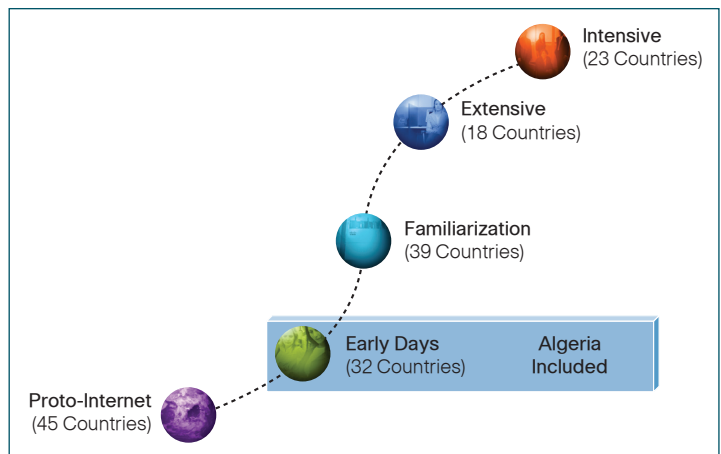 Intensive
(23 Countries)
Extensive
(18 Countries)
Familiarization
(39 Countries)
Early Days
(32 Countries)
Algeria
Included
Proto-Internet
(45 Countries)